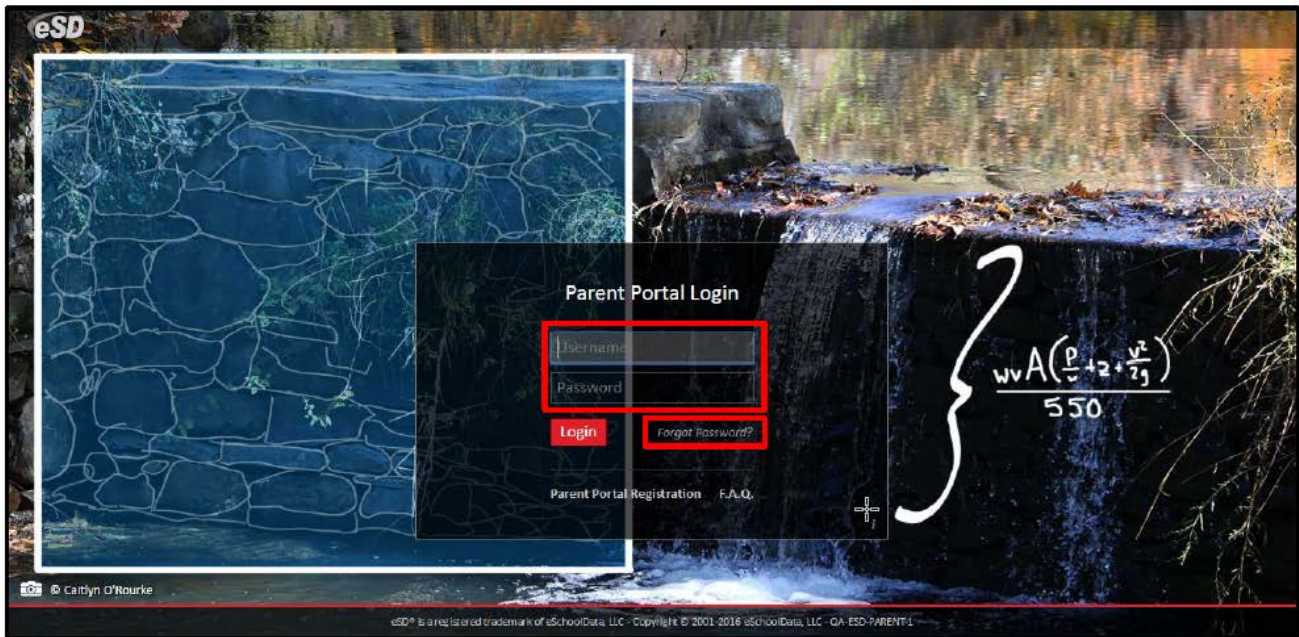 eSD
Parent Portal Login
Username
Password
Login
Forgot Password?
Parent Portal Registration F.A.Q.
wvA(P/w+z+v²/2g)
550
© Caitlyn O'Rourke
eSD® is a registered trademark of eSchoolData, LLC - Copyright © 2001-2016 eSchoolData, LLC - QA-ESD-PARENT-1